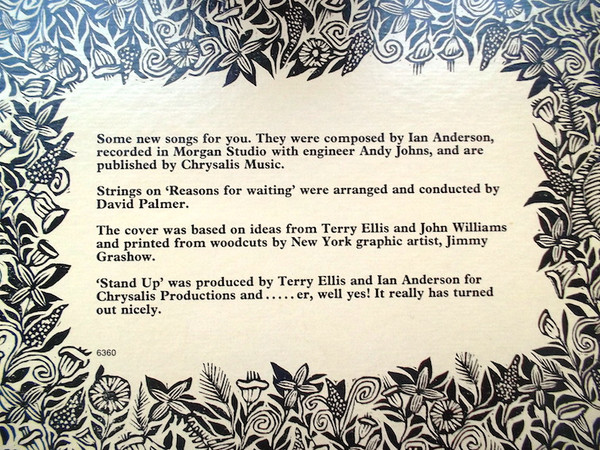 Some new songs for you. They were composed by Ian Anderson,
recorded in Morgan Studio with engineer Andy Johns, and are
published by Chrysalis Music.
Strings on ‘Reasons for waiting’ were arranged and conducted by
David Palmer.
The cover was based on ideas from Terry Ellis and John Williams
and printed from woodcuts by New York graphic artist, Jimmy
Grashow.
‘Stand Up’ was produced by Terry Ellis and Ian Anderson for
Chrysalis Productions and . . . . . er, well yes! It really has turned
out nicely.
6360